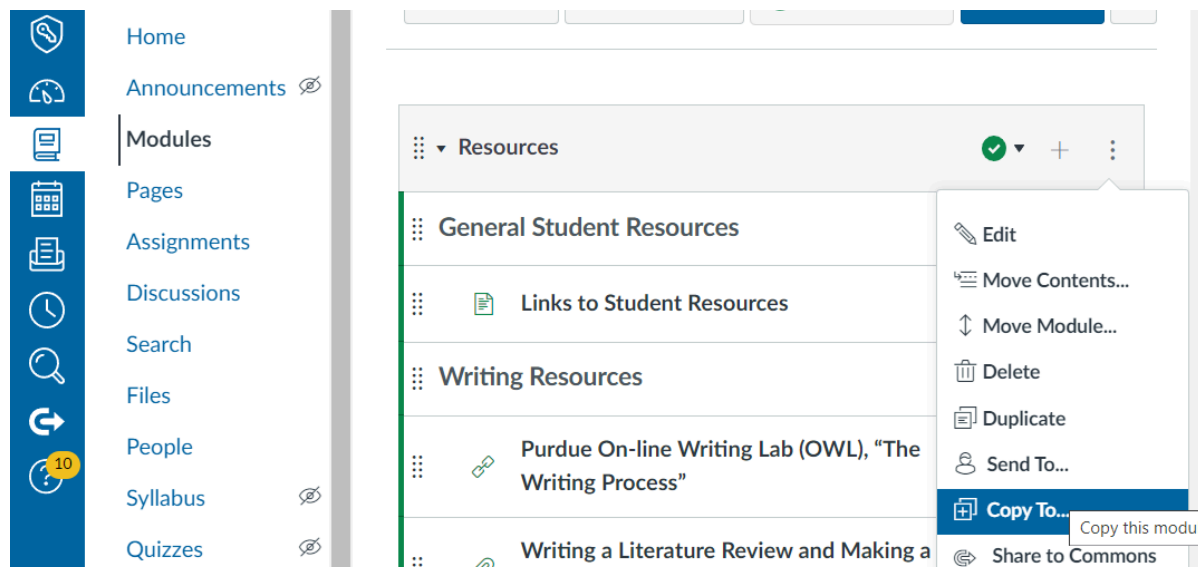 Home
Announcements
Modules
Pages
Assignments
Discussions
Search
Files
People
Syllabus
Quizzes
10
Resources
General Student Resources
Links to Student Resources
Writing Resources
Purdue On-line Writing Lab (OWL), “The
Writing Process”
Writing a Literature Review and Making a
Edit
Move Contents...
Move Module...
Delete
Duplicate
Send To...
Copy To...
Copy this modu
Share to Commons